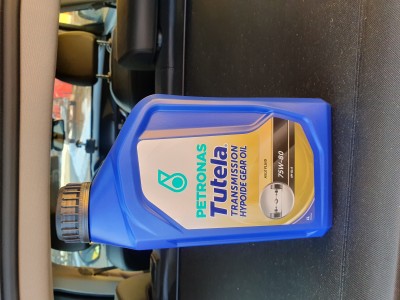 PETRONAS
Tutela
TRANSMISSION
HYPOIDE GEAR OIL
75W-80